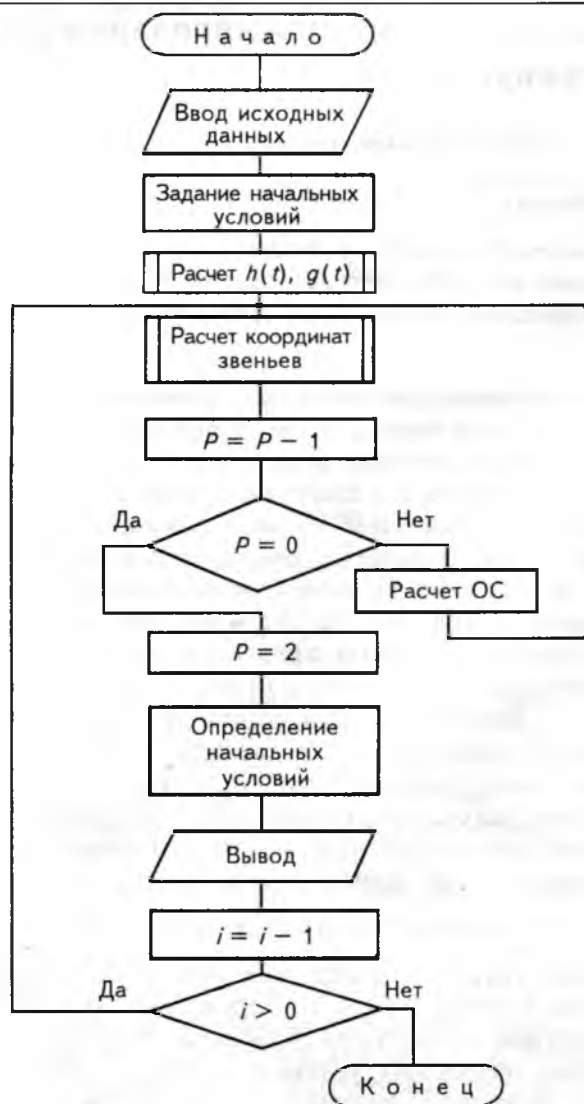 Начало
Ввод исходных
данных
Задание начальных
условий
Расчет h(t), g(t)
Расчет координат
звеньев
P = P − 1
Да
Нет
P = 0
Расчет ОС
P = 2
Определение
начальных
условий
Вывод
i = i − 1
Да
Нет
i > 0
Конец